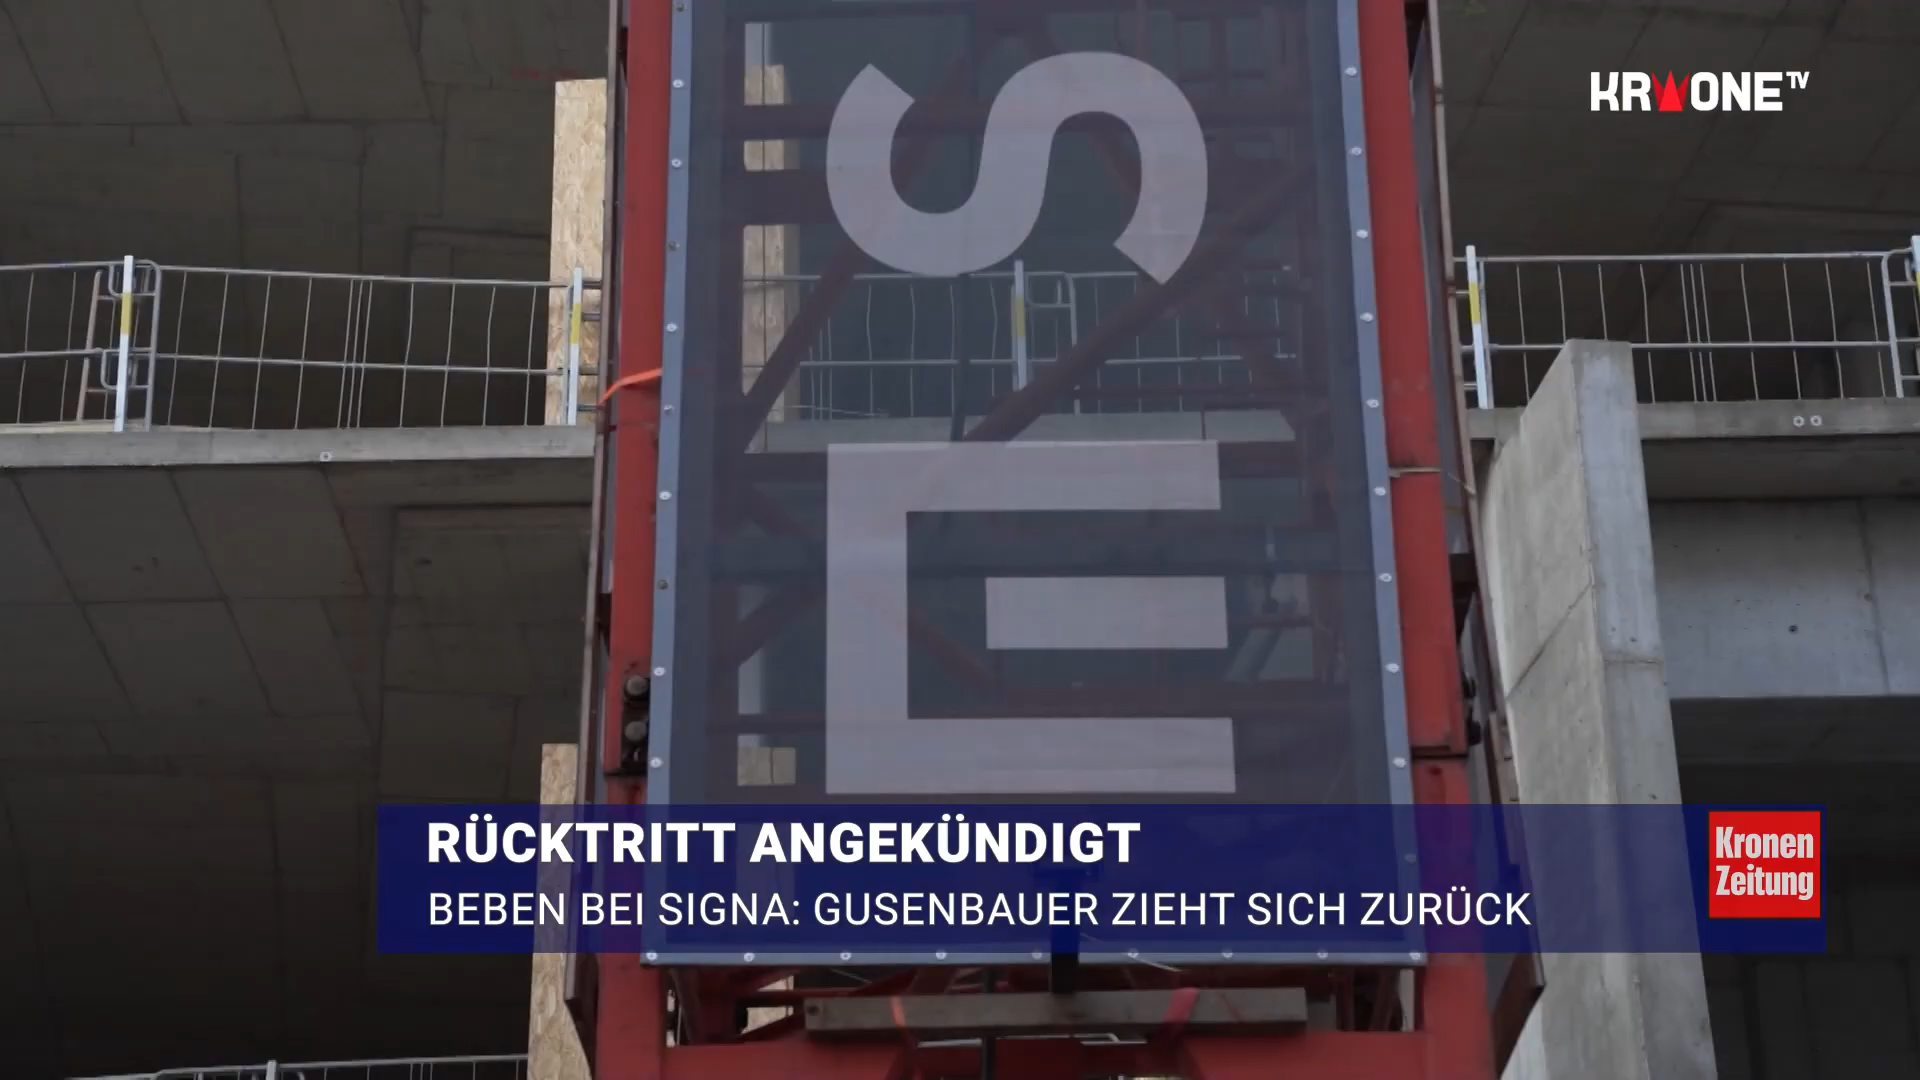 KRONE TV
SE
RÜCKTRITT ANGEKÜNDIGT
BEBEN BEI SIGNA: GUSENBAUER ZIEHT SICH ZURÜCK
Kronen
Zeitung